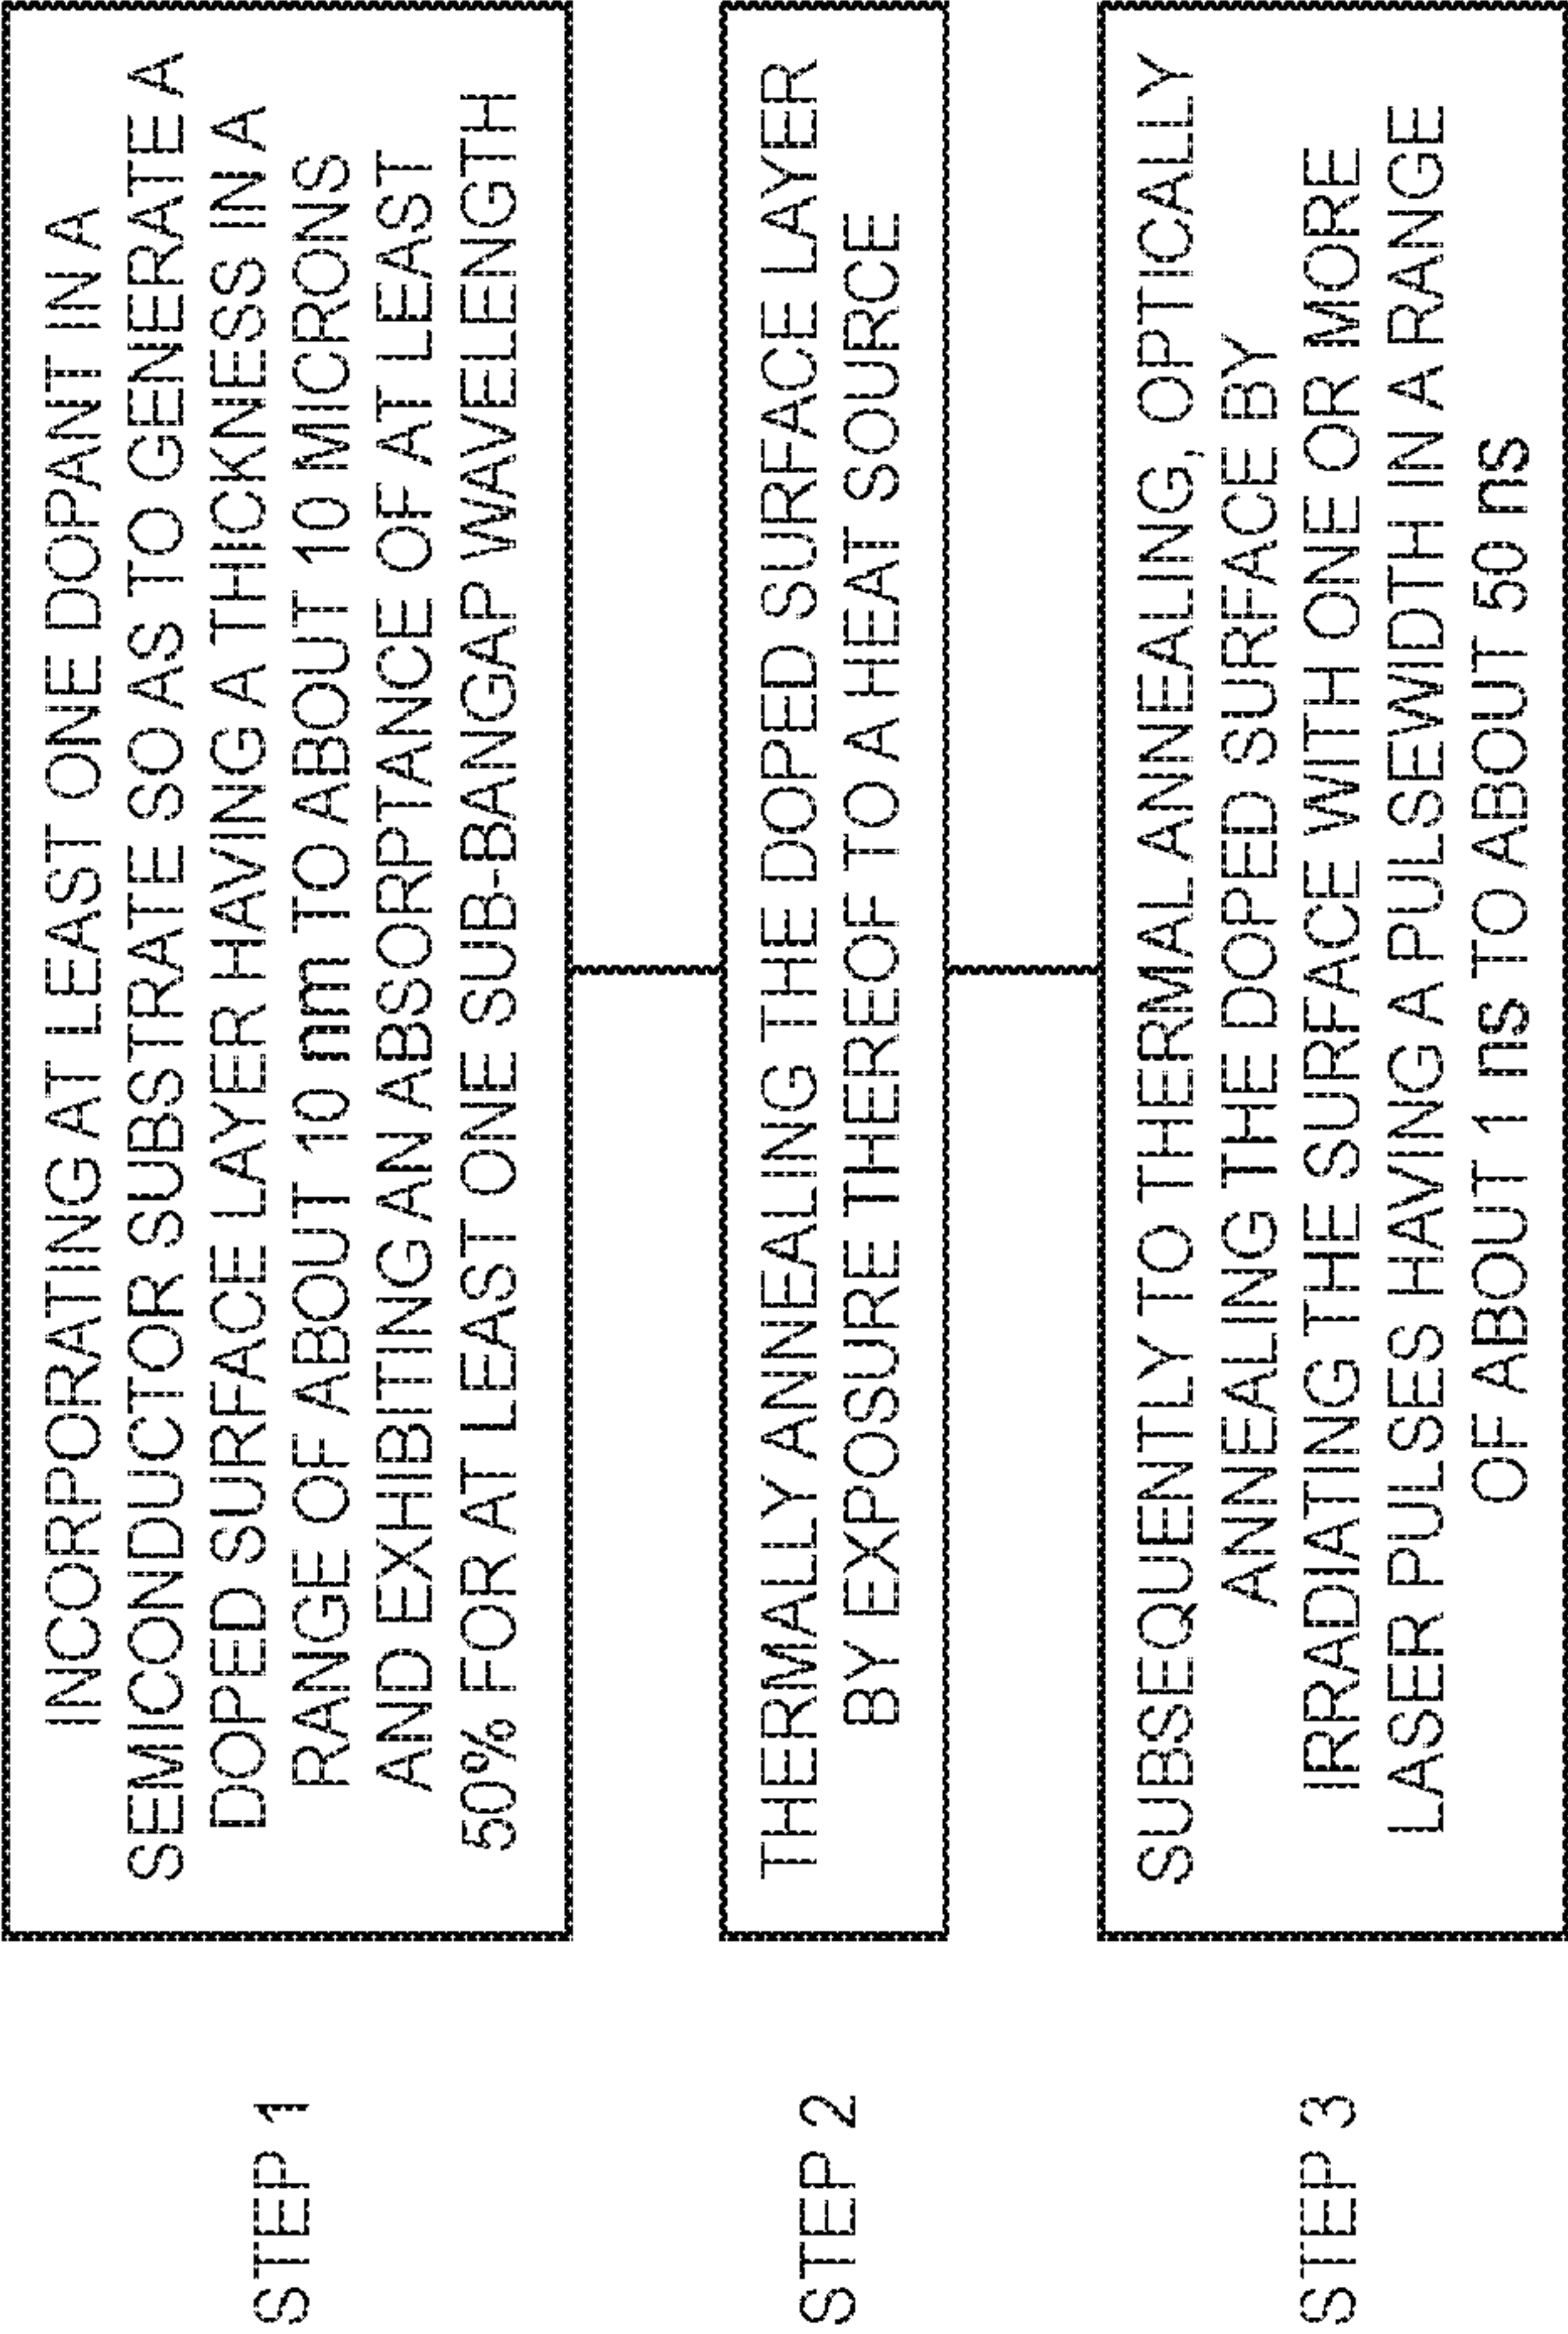 STEP 1
INCORPORATING AT LEAST ONE DOPANT IN A
SEMICONDUCTOR SUBSTRATE SO AS TO GENERATE A
DOPED SURFACE LAYER HAVING A THICKNESS IN A
RANGE OF ABOUT 10 nm TO ABOUT 10 MICRONS
AND EXHIBITING AN ABSORPTANCE OF AT LEAST
50% FOR AT LEAST ONE SUB-BANGAP WAVELENGTH
STEP 2
THERMALLY ANNEALING THE DOPED SURFACE LAYER
BY EXPOSURE THEREOF TO A HEAT SOURCE
STEP 3
SUBSEQUENTLY TO THERMAL ANNEALING, OPTICALLY
ANNEALING THE DOPED SURFACE BY
IRRADIATING THE SURFACE WITH ONE OR MORE
LASER PULSES HAVING A PULSEWIDTH IN A RANGE
OF ABOUT 1 ns TO ABOUT 50 ns